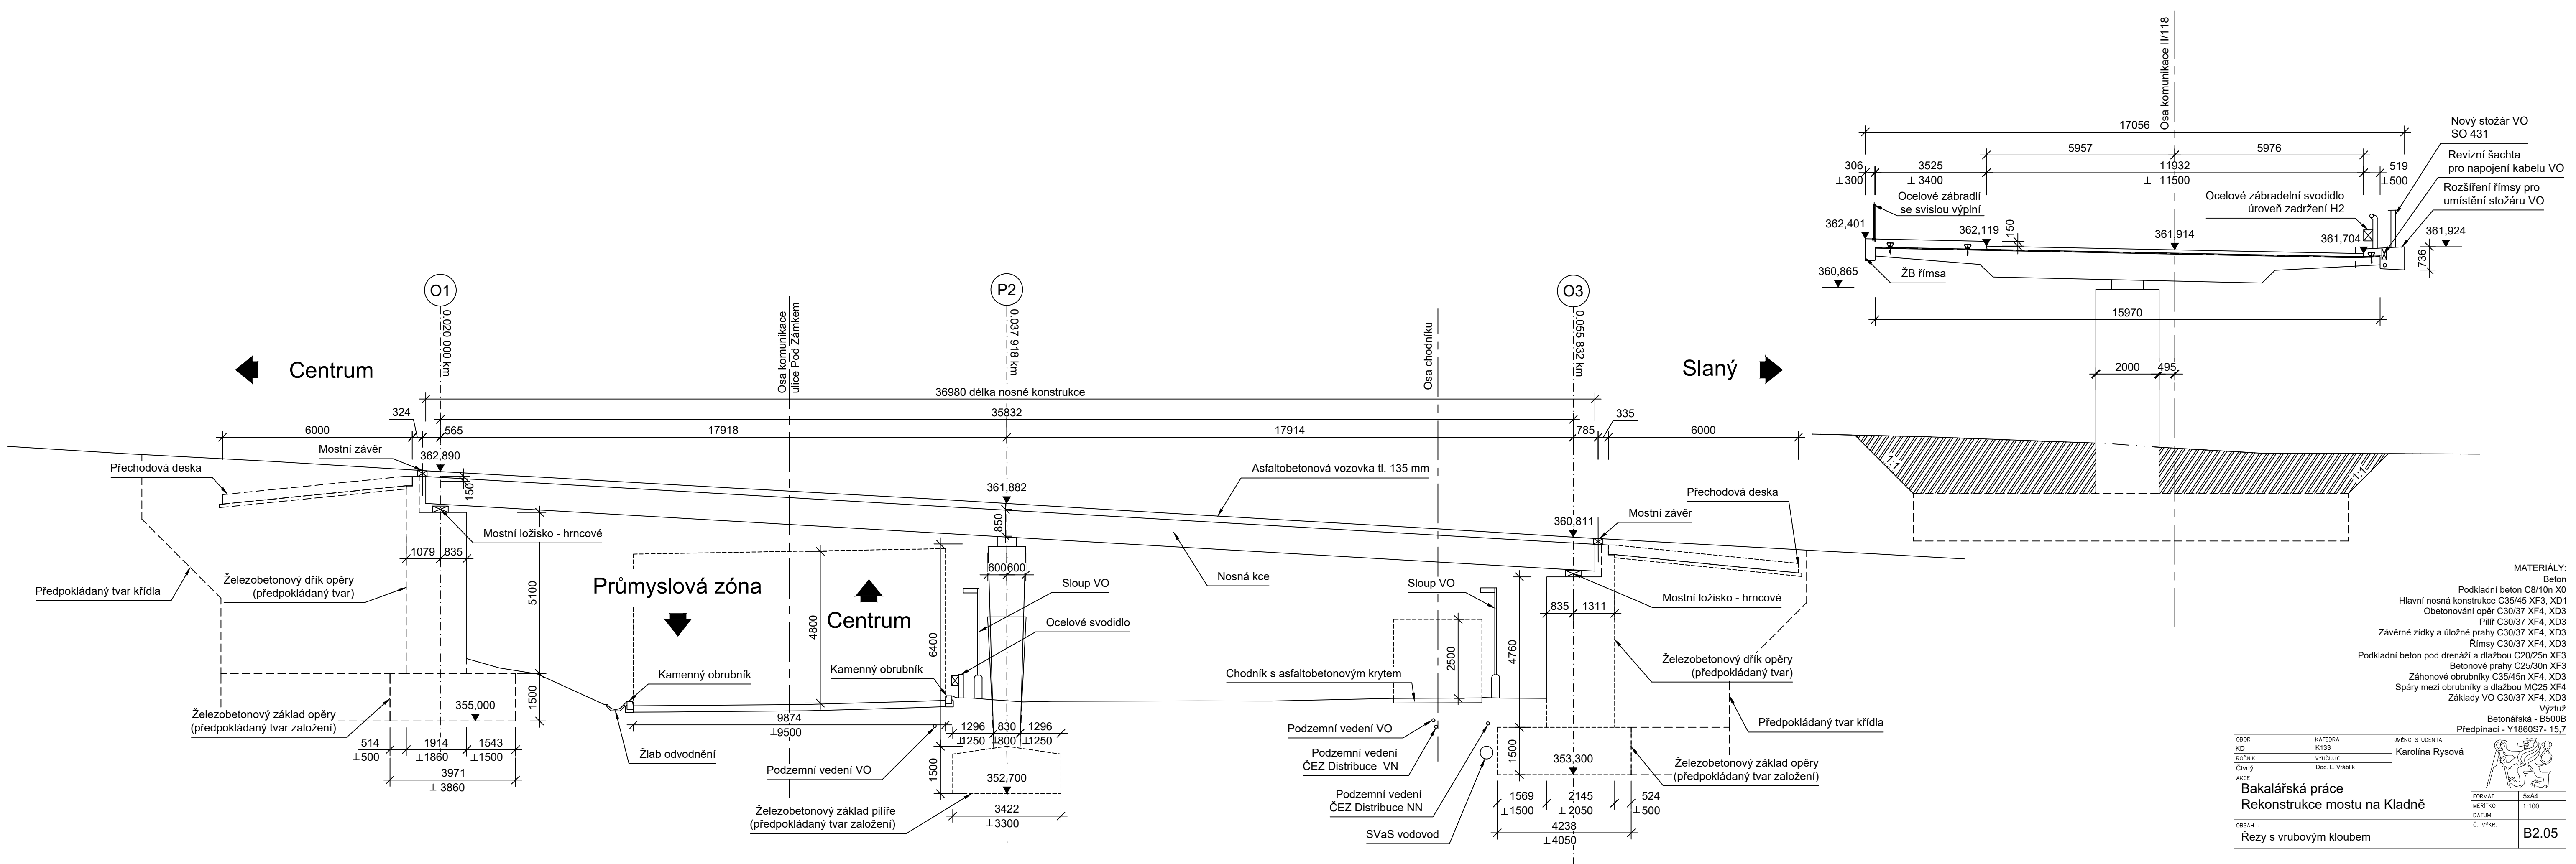 O1
0.020 000 km
P2
0.037 918 km
O3
0.055 832 km
Osa komunikace
ulice Pod Zámkem
Osa chodníku
Centrum
Slaný
36980 délka nosné konstrukce
35832
324
6000
565
17918
17914
785
335
6000
Mostní závěr
362,890
Přechodová deska
150
Asfaltobetonová vozovka tl. 135 mm
361,882
850
Přechodová deska
Mostní závěr
360,811
Mostní ložisko - hrncové
1079
835
5100
Předpokládaný tvar křídla
Železobetonový dřík opěry
(předpokládaný tvar)
Průmyslová zóna
Centrum
4800
6400
600
600
Sloup VO
Ocelové svodidlo
Nosná kce
Sloup VO
Mostní ložisko - hrncové
835
1311
4760
2500
Kamenný obrubník
Kamenný obrubník
Chodník s asfaltobetonovým krytem
Železobetonový dřík opěry
(předpokládaný tvar)
1500
355,000
Železobetonový základ opěry
(předpokládaný tvar založení)
514
⊥500
1914
⊥1860
1543
⊥1500
3971
⊥ 3860
Žlab odvodnění
9874
⊥9500
Podzemní vedení VO
1296
⊥1250
830
⊥800
1296
⊥1250
1500
352,700
Železobetonový základ pilíře
(předpokládaný tvar založení)
3422
⊥3300
Podzemní vedení VO
Podzemní vedení
ČEZ Distribuce VN
Podzemní vedení
ČEZ Distribuce NN
SVaS vodovod
1500
353,300
Předpokládaný tvar křídla
Železobetonový základ opěry
(předpokládaný tvar založení)
1569
⊥1500
2145
⊥2050
524
⊥500
4238
⊥4050
Osa komunikace II/118
17056
5957
5976
306
⊥300
3525
⊥ 3400
11932
⊥ 11500
519
⊥500
Nový stožár VO
SO 431
Revizní šachta
pro napojení kabelu VO
Rozšíření římsy pro
umístění stožáru VO
Ocelové zábradlí
se svislou výplní
Ocelové zábradelní svodidlo
úroveň zadržení H2
362,401
362,119
150
361,914
361,704
361,924
736
360,865
ŽB římsa
15970
2000
495
1:1
1:1
MATERIÁLY:
Beton
Podkladní beton C8/10n X0
Hlavní nosná konstrukce C35/45 XF3, XD1
Obetonování opěr C30/37 XF4, XD3
Pilíř C30/37 XF4, XD3
Závěrné zídky a úložné prahy C30/37 XF4, XD3
Římsy C30/37 XF4, XD3
Podkladní beton pod drenáží a dlažbou C20/25n XF3
Betonové prahy C25/30n XF3
Záhonové obrubníky C35/45n XF4, XD3
Spáry mezi obrubníky a dlažbou MC25 XF4
Základy VO C30/37 XF4, XD3
Výztuž
Betonářská - B500B
Předpínací - Y1860S7- 15,7
OBOR
KD
KATEDRA
K133
JMÉNO STUDENTA
Karolína Rysová
ROČNÍK
Čtvrtý
VYUČUJÍCÍ
Doc. L. Vráblík
AKCE :
Bakalářská práce
Rekonstrukce mostu na Kladně
FORMÁT
5xA4
MĚŘÍTKO
1:100
DATUM
OBSAH :
Řezy s vrubovým kloubem
Č. VÝKR.
B2.05